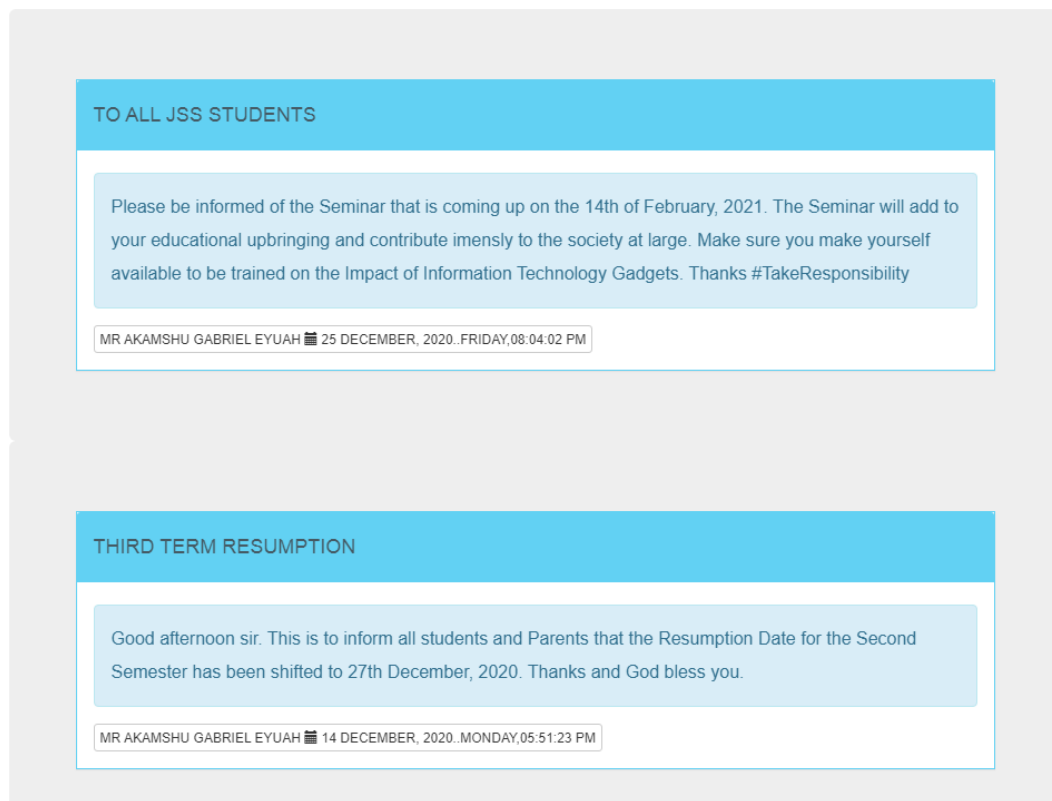 TO ALL JSS STUDENTS
Please be informed of the Seminar that is coming up on the 14th of February, 2021. The Seminar will add to
your educational upbringing and contribute imensly to the society at large. Make sure you make yourself
available to be trained on the Impact of Information Technology Gadgets. Thanks #TakeResponsibility
MR AKAMSHU GABRIEL EYUAH 25 DECEMBER, 2020..FRIDAY,08:04:02 PM
THIRD TERM RESUMPTION
Good afternoon sir. This is to inform all students and Parents that the Resumption Date for the Second
Semester has been shifted to 27th December, 2020. Thanks and God bless you.
MR AKAMSHU GABRIEL EYUAH 14 DECEMBER, 2020..MONDAY,05:51:23 PM